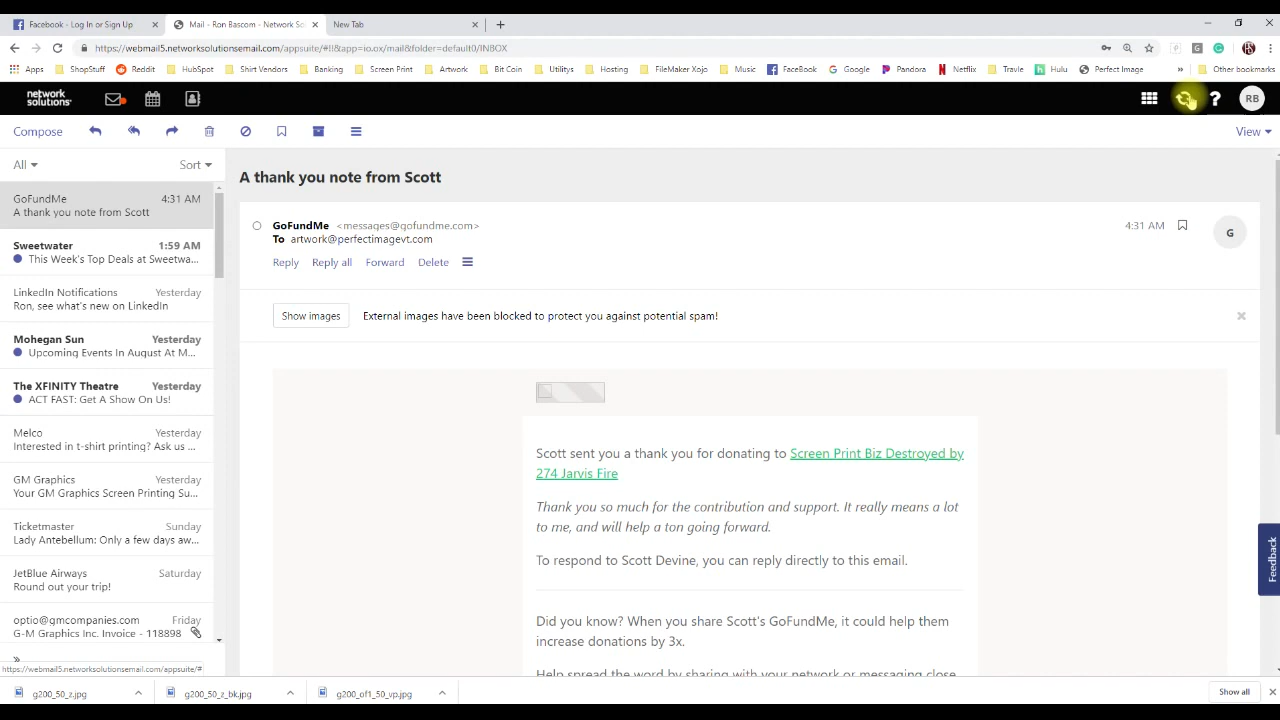 Facebook - Log In or Sign Up
Mail - Ron Bascom - Network So
New Tab
https://webmail5.networksolutionsemail.com/appsuite/#!!&app=io.ox/mail&folder=default0/INBOX
Apps
ShopStuff
Reddit
HubSpot
Shirt Vendors
Banking
Screen Print
Artwork
Bit Coin
Utilitys
Hosting
FileMaker Xojo
Music
FaceBook
Google
Pandora
Netflix
Travle
Hulu
Perfect Image
»
Other bookmarks
network
solutions
? RB
Compose
View
All
Sort
GoFundMe 4:31 AM
A thank you note from Scott
Sweetwater 1:59 AM
This Week's Top Deals at Sweetwa...
LinkedIn Notifications Yesterday
Ron, see what's new on LinkedIn
Mohegan Sun Yesterday
Upcoming Events In August At M...
The XFINITY Theatre Yesterday
ACT FAST: Get A Show On Us!
Melco Yesterday
Interested in t-shirt printing? Ask us ...
GM Graphics Yesterday
Your GM Graphics Screen Printing Su...
Ticketmaster Sunday
Lady Antebellum: Only a few days aw...
JetBlue Airways Saturday
Round out your trip!
optio@gmcompanies.com Friday
G-M Graphics Inc. Invoice - 118898
»
https://webmail5.networksolutionsemail.com/appsuite/#
A thank you note from Scott
GoFundMe <messages@gofundme.com>
4:31 AM
G
To artwork@perfectimagevt.com
Reply Reply all Forward Delete
Show images External images have been blocked to protect you against potential spam!
Scott sent you a thank you for donating to Screen Print Biz Destroyed by
274 Jarvis Fire
Thank you so much for the contribution and support. It really means a lot
to me, and will help a ton going forward.
To respond to Scott Devine, you can reply directly to this email.
Did you know? When you share Scott's GoFundMe, it could help them
increase donations by 3x.
Help spread the word by sharing with your network or messaging close
Feedback
g200_50_z.jpg
g200_50_z_bk.jpg
g200_of1_50_vp.jpg
Show all